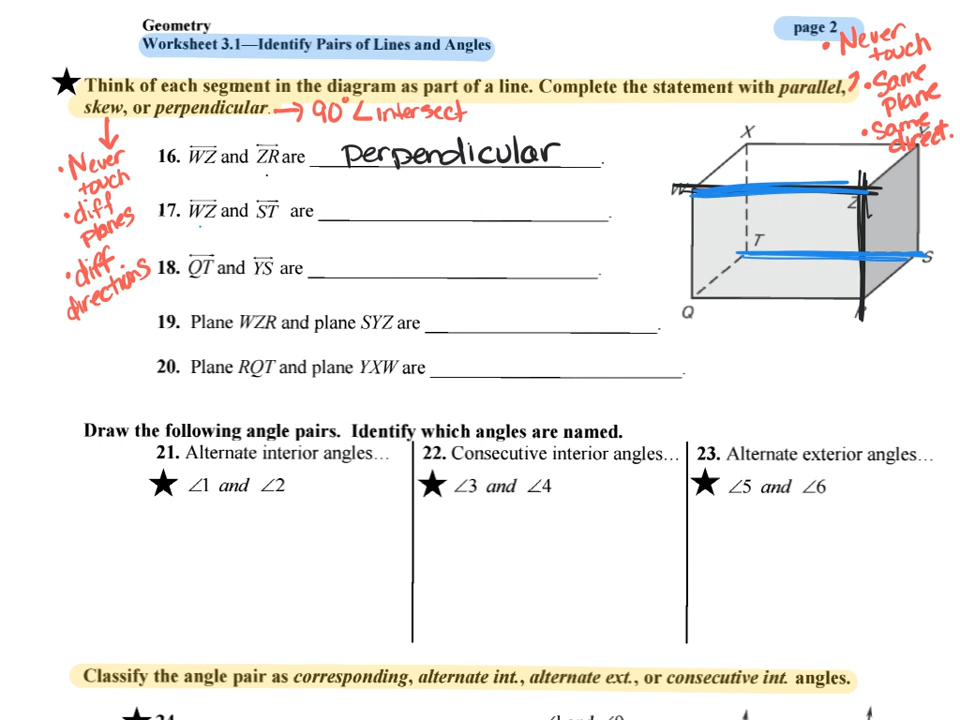 Geometry
page 2
Worksheet 3.1—Identify Pairs of Lines and Angles
• Never
touch
• Same
plane
• Same
direct.
Think of each segment in the diagram as part of a line. Complete the statement with parallel,
skew, or perpendicular. → 90° ∠ intersect
• Never
touch
• diff
planes
• diff.
directions
16. WZ and ZR are perpendicular.
17. WZ and ST are ________.
18. QT and YS are ________.
19. Plane WZR and plane SYZ are ________.
20. Plane RQT and plane YXW are ________.
X
W
Z
T
S
Q
Draw the following angle pairs. Identify which angles are named.
21. Alternate interior angles…
∠1 and ∠2
22. Consecutive interior angles…
∠3 and ∠4
23. Alternate exterior angles…
∠5 and ∠6
Classify the angle pair as corresponding, alternate int., alternate ext., or consecutive int. angles.